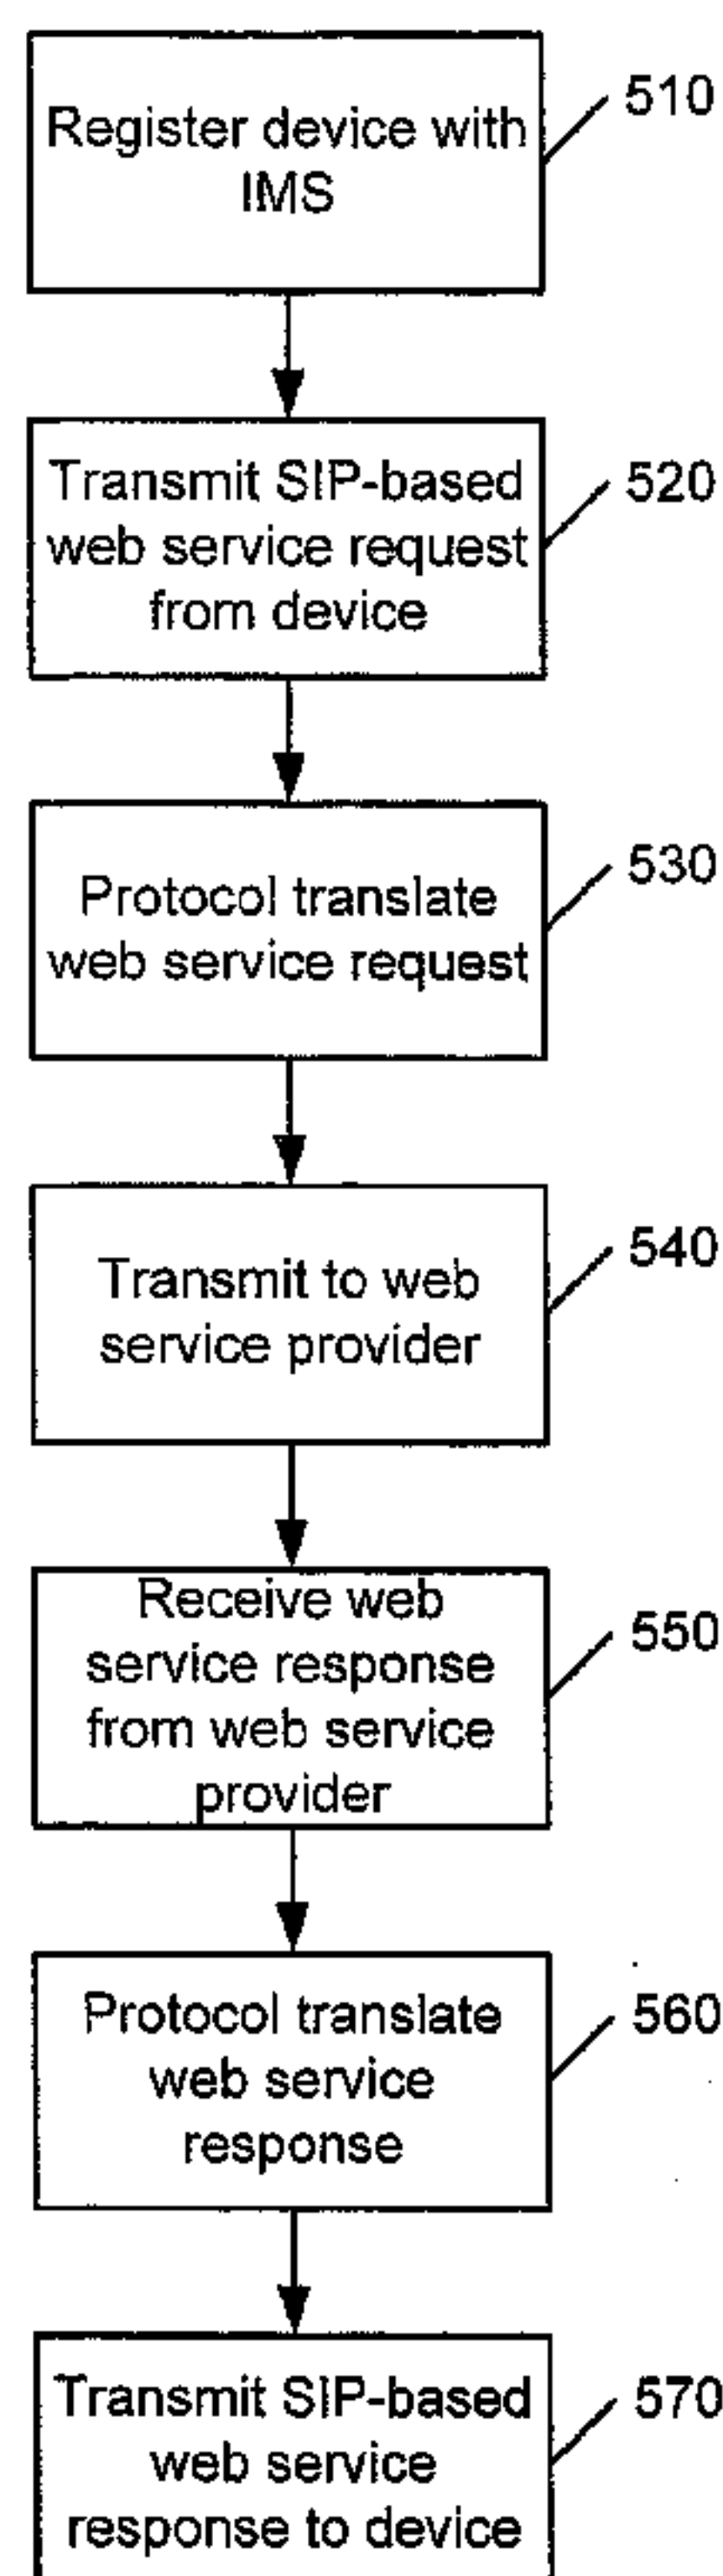 Register device with
IMS
510
Transmit SIP-based
web service request
from device
520
Protocol translate
web service request
530
Transmit to web
service provider
540
Receive web
service response
from web service
provider
550
Protocol translate
web service
response
560
Transmit SIP-based
web service
response to device
570